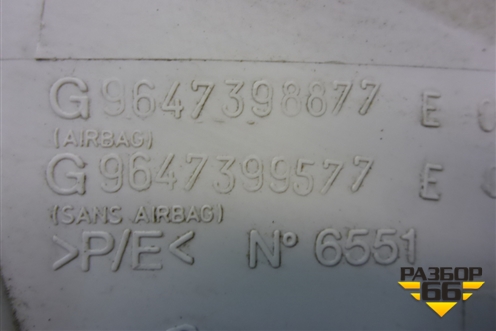 G 9647398877 E
(AIRBAG)
G 9647399577 E
(SANS AIRBAG)
>P/E< N° 6551
РАЗБОР
66